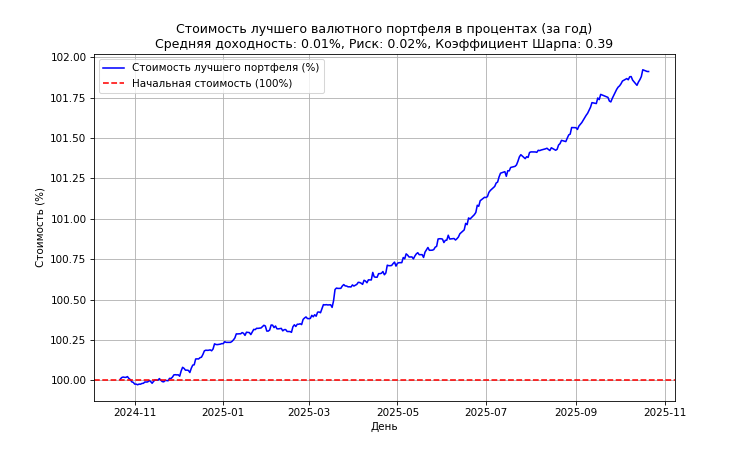 Стоимость лучшего валютного портфеля в процентах (за год)
Средняя доходность: 0.01%, Риск: 0.02%, Коэффициент Шарпа: 0.39
Стоимость лучшего портфеля (%)
Начальная стоимость (100%)
Стоимость (%)
102.00
101.75
101.50
101.25
101.00
100.75
100.50
100.25
100.00
2024-11
2025-01
2025-03
2025-05
2025-07
2025-09
2025-11
День